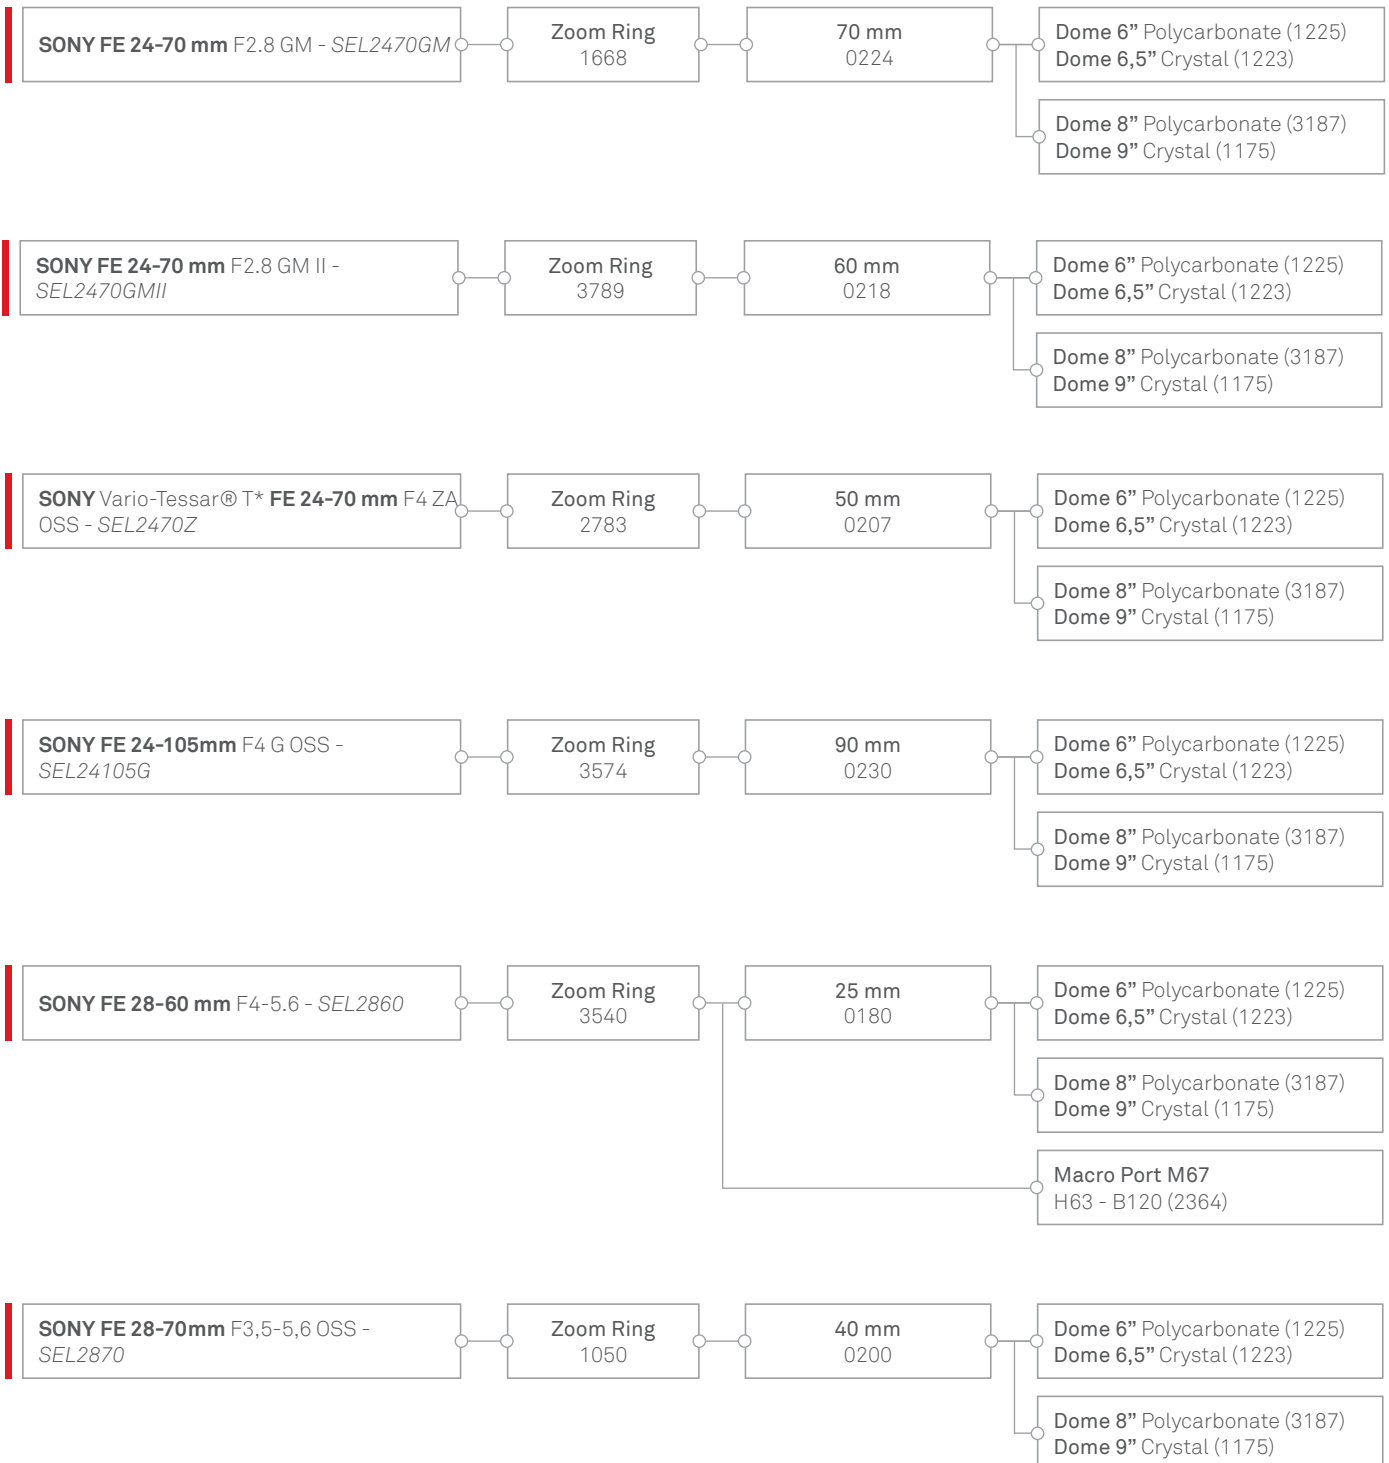 SONY FE 24-70 mm F2.8 GM - SEL2470GM
Zoom Ring
1668
70 mm
0224
Dome 6” Polycarbonate (1225)
Dome 6,5” Crystal (1223)
Dome 8” Polycarbonate (3187)
Dome 9” Crystal (1175)
SONY FE 24-70 mm F2.8 GM II -
SEL2470GMII
Zoom Ring
3789
60 mm
0218
Dome 6” Polycarbonate (1225)
Dome 6,5” Crystal (1223)
Dome 8” Polycarbonate (3187)
Dome 9” Crystal (1175)
SONY Vario-Tessar® T* FE 24-70 mm F4 ZA
OSS - SEL2470Z
Zoom Ring
2783
50 mm
0207
Dome 6” Polycarbonate (1225)
Dome 6,5” Crystal (1223)
Dome 8” Polycarbonate (3187)
Dome 9” Crystal (1175)
SONY FE 24-105mm F4 G OSS -
SEL24105G
Zoom Ring
3574
90 mm
0230
Dome 6” Polycarbonate (1225)
Dome 6,5” Crystal (1223)
Dome 8” Polycarbonate (3187)
Dome 9” Crystal (1175)
SONY FE 28-60 mm F4-5.6 - SEL2860
Zoom Ring
3540
25 mm
0180
Dome 6” Polycarbonate (1225)
Dome 6,5” Crystal (1223)
Dome 8” Polycarbonate (3187)
Dome 9” Crystal (1175)
Macro Port M67
H63 - B120 (2364)
SONY FE 28-70mm F3,5-5,6 OSS -
SEL2870
Zoom Ring
1050
40 mm
0200
Dome 6” Polycarbonate (1225)
Dome 6,5” Crystal (1223)
Dome 8” Polycarbonate (3187)
Dome 9” Crystal (1175)